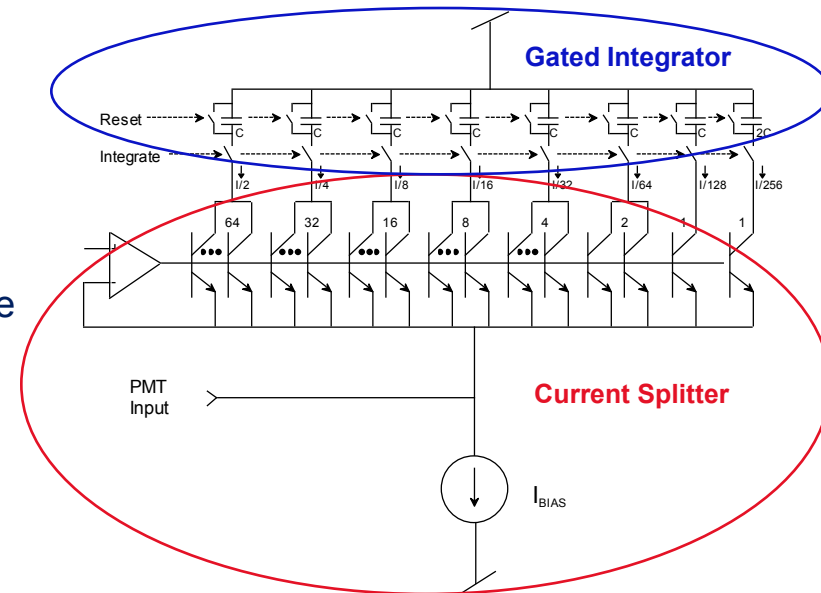 Gated Integrator
Reset
C C C C C C C 2C
Integrate
I/2 I/4 I/8 I/16 I/32 I/64 I/128 I/256
64 32 16 8 4 2 1 1
+
-
e
PMT
Input
Current Splitter
IBIAS